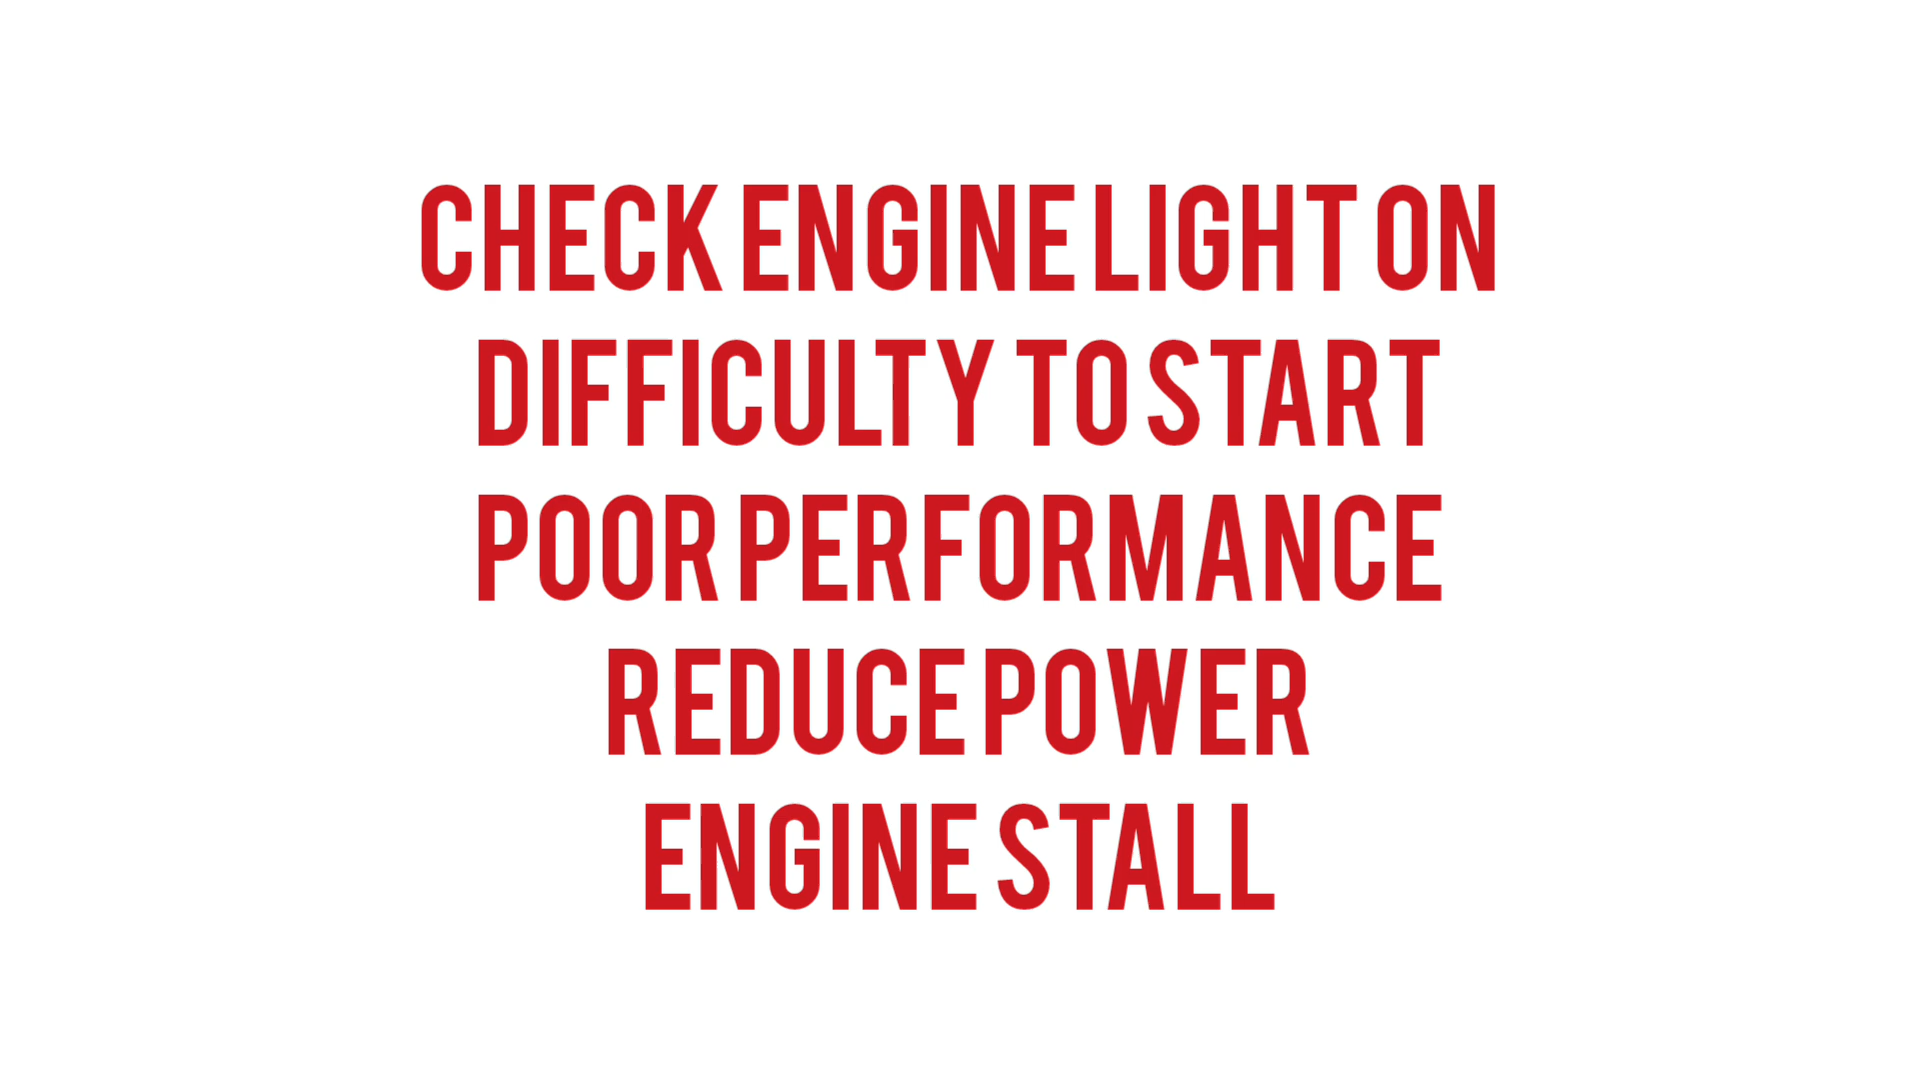 CHECK ENGINE LIGHT ON
DIFFICULTY TO START
POOR PERFORMANCE
REDUCE POWER
ENGINE STALL